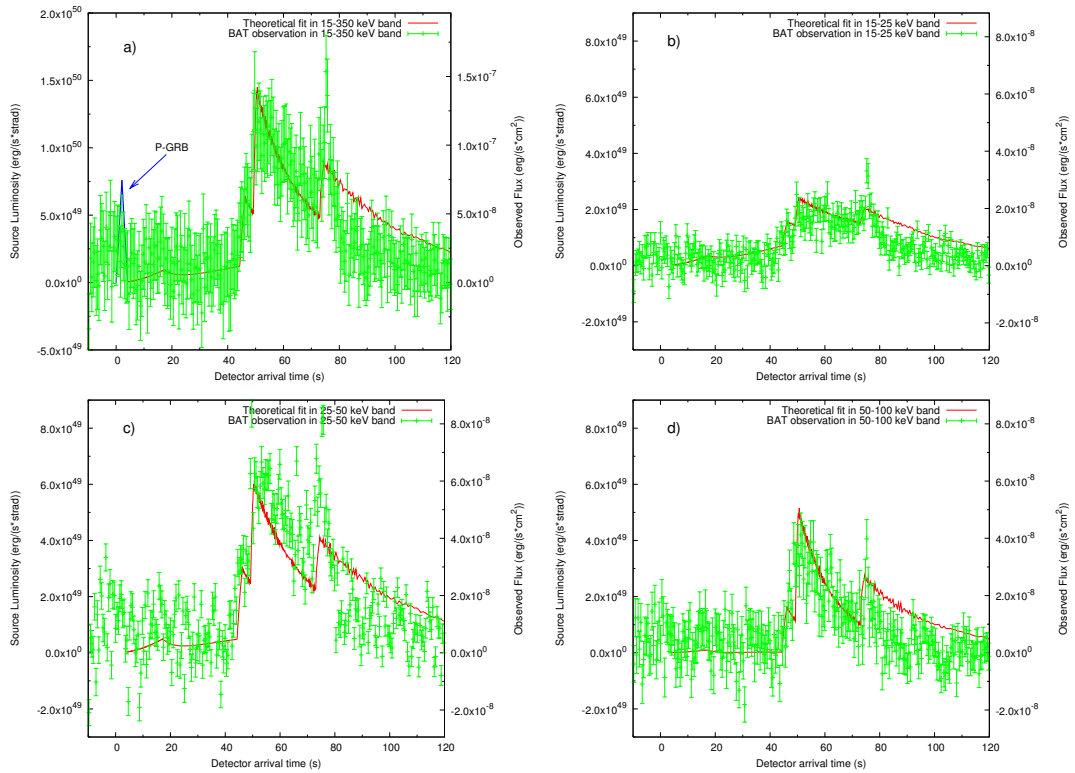 a)
Theoretical fit in 15-350 keV band
BAT observation in 15-350 keV band
P-GRB
Source Luminosity (erg/(s*strad))
2.0x10^50
1.5x10^50
1.0x10^50
5.0x10^49
0.0x10^0
-5.0x10^49
Observed Flux (erg/(s*cm^2))
1.5x10^-7
1.0x10^-7
5.0x10^-8
0.0x10^0
0 20 40 60 80 100 120
Detector arrival time (s)
b)
Theoretical fit in 15-25 keV band
BAT observation in 15-25 keV band
Source Luminosity (erg/(s*strad))
8.0x10^49
6.0x10^49
4.0x10^49
2.0x10^49
0.0x10^0
-2.0x10^49
Observed Flux (erg/(s*cm^2))
8.0x10^-8
6.0x10^-8
4.0x10^-8
2.0x10^-8
0.0x10^0
-2.0x10^-8
0 20 40 60 80 100 120
Detector arrival time (s)
c)
Theoretical fit in 25-50 keV band
BAT observation in 25-50 keV band
Source Luminosity (erg/(s*strad))
8.0x10^49
6.0x10^49
4.0x10^49
2.0x10^49
0.0x10^0
-2.0x10^49
Observed Flux (erg/(s*cm^2))
8.0x10^-8
6.0x10^-8
4.0x10^-8
2.0x10^-8
0.0x10^0
-2.0x10^-8
0 20 40 60 80 100 120
Detector arrival time (s)
d)
Theoretical fit in 50-100 keV band
BAT observation in 50-100 keV band
Source Luminosity (erg/(s*strad))
8.0x10^49
6.0x10^49
4.0x10^49
2.0x10^49
0.0x10^0
-2.0x10^49
Observed Flux (erg/(s*cm^2))
8.0x10^-8
6.0x10^-8
4.0x10^-8
2.0x10^-8
0.0x10^0
-2.0x10^-8
0 20 40 60 80 100 120
Detector arrival time (s)